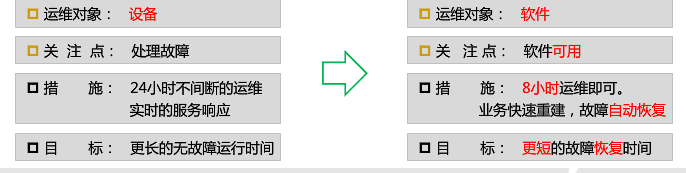 运维对象： 设备
关 注 点： 处理故障
措 施： 24小时不间断的运维
实时的服务响应
目 标： 更长的无故障运行时间
运维对象： 软件
关 注 点： 软件可用
措 施： 8小时运维即可。
业务快速重建，故障自动恢复
目 标： 更短的故障恢复时间